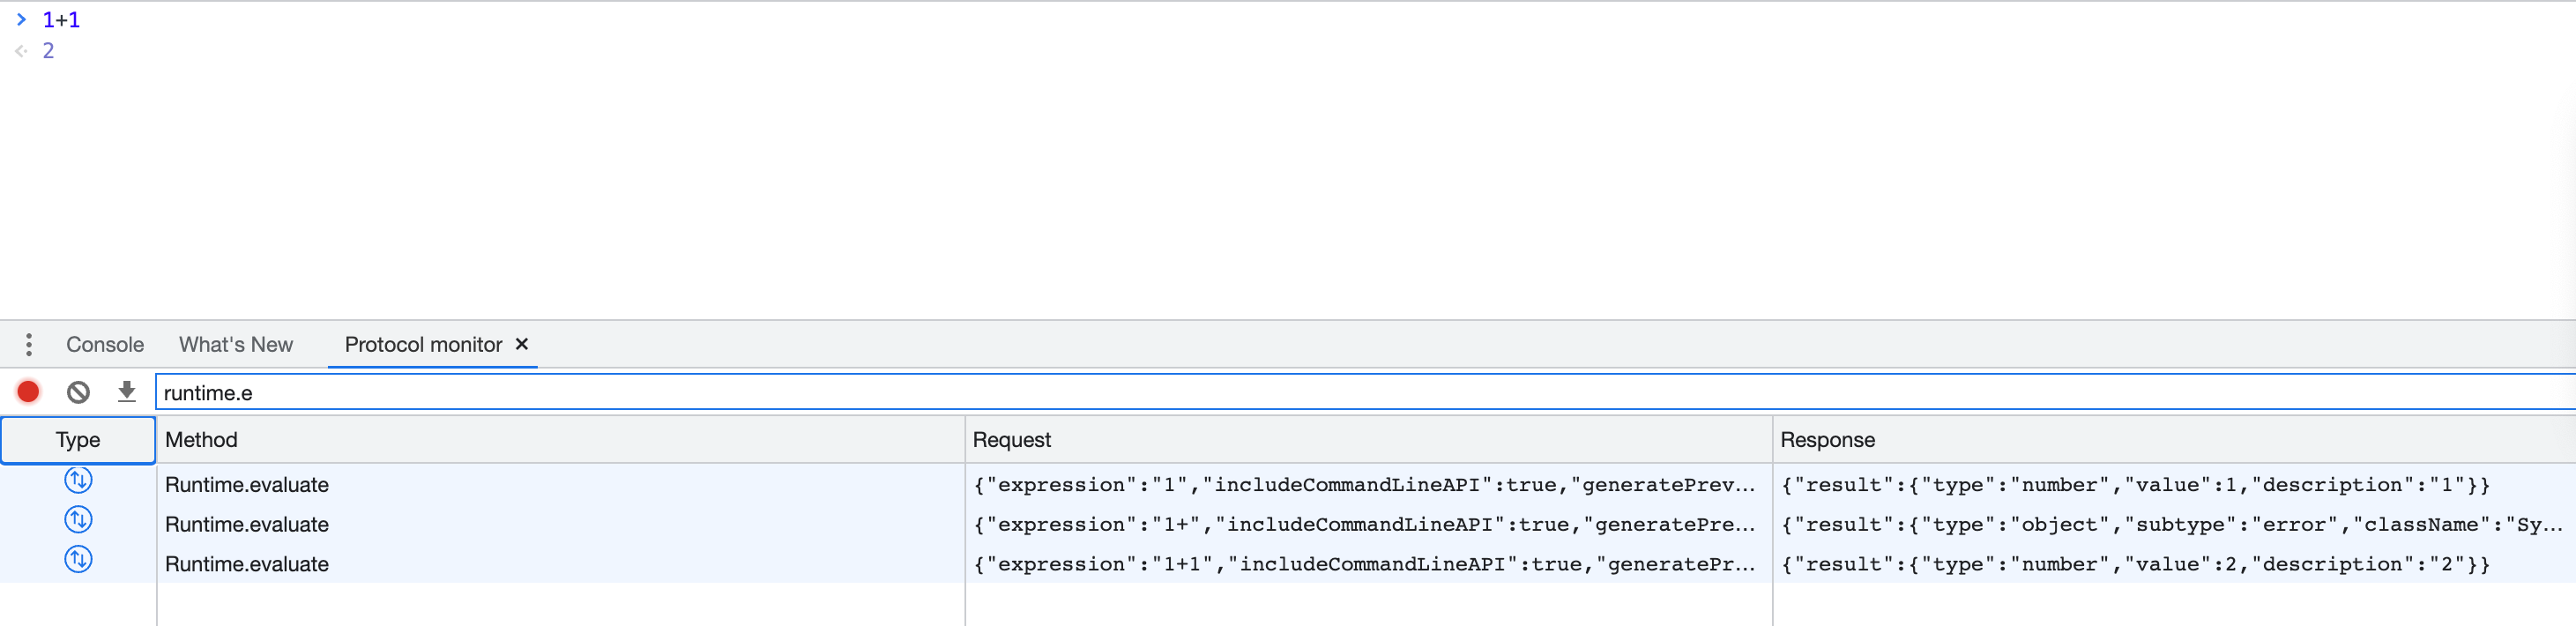 > 1+1
2
Console What's New Protocol monitor ×
runtime.e
Type Method Request Response
Runtime.evaluate {"expression":"1","includeCommandLineAPI":true,"generatePrev... {"result":{"type":"number","value":1,"description":"1"}}
Runtime.evaluate {"expression":"1+","includeCommandLineAPI":true,"generatePre... {"result":{"type":"object","subtype":"error","className":"Sy...
Runtime.evaluate {"expression":"1+1","includeCommandLineAPI":true,"generatePr... {"result":{"type":"number","value":2,"description":"2"}}